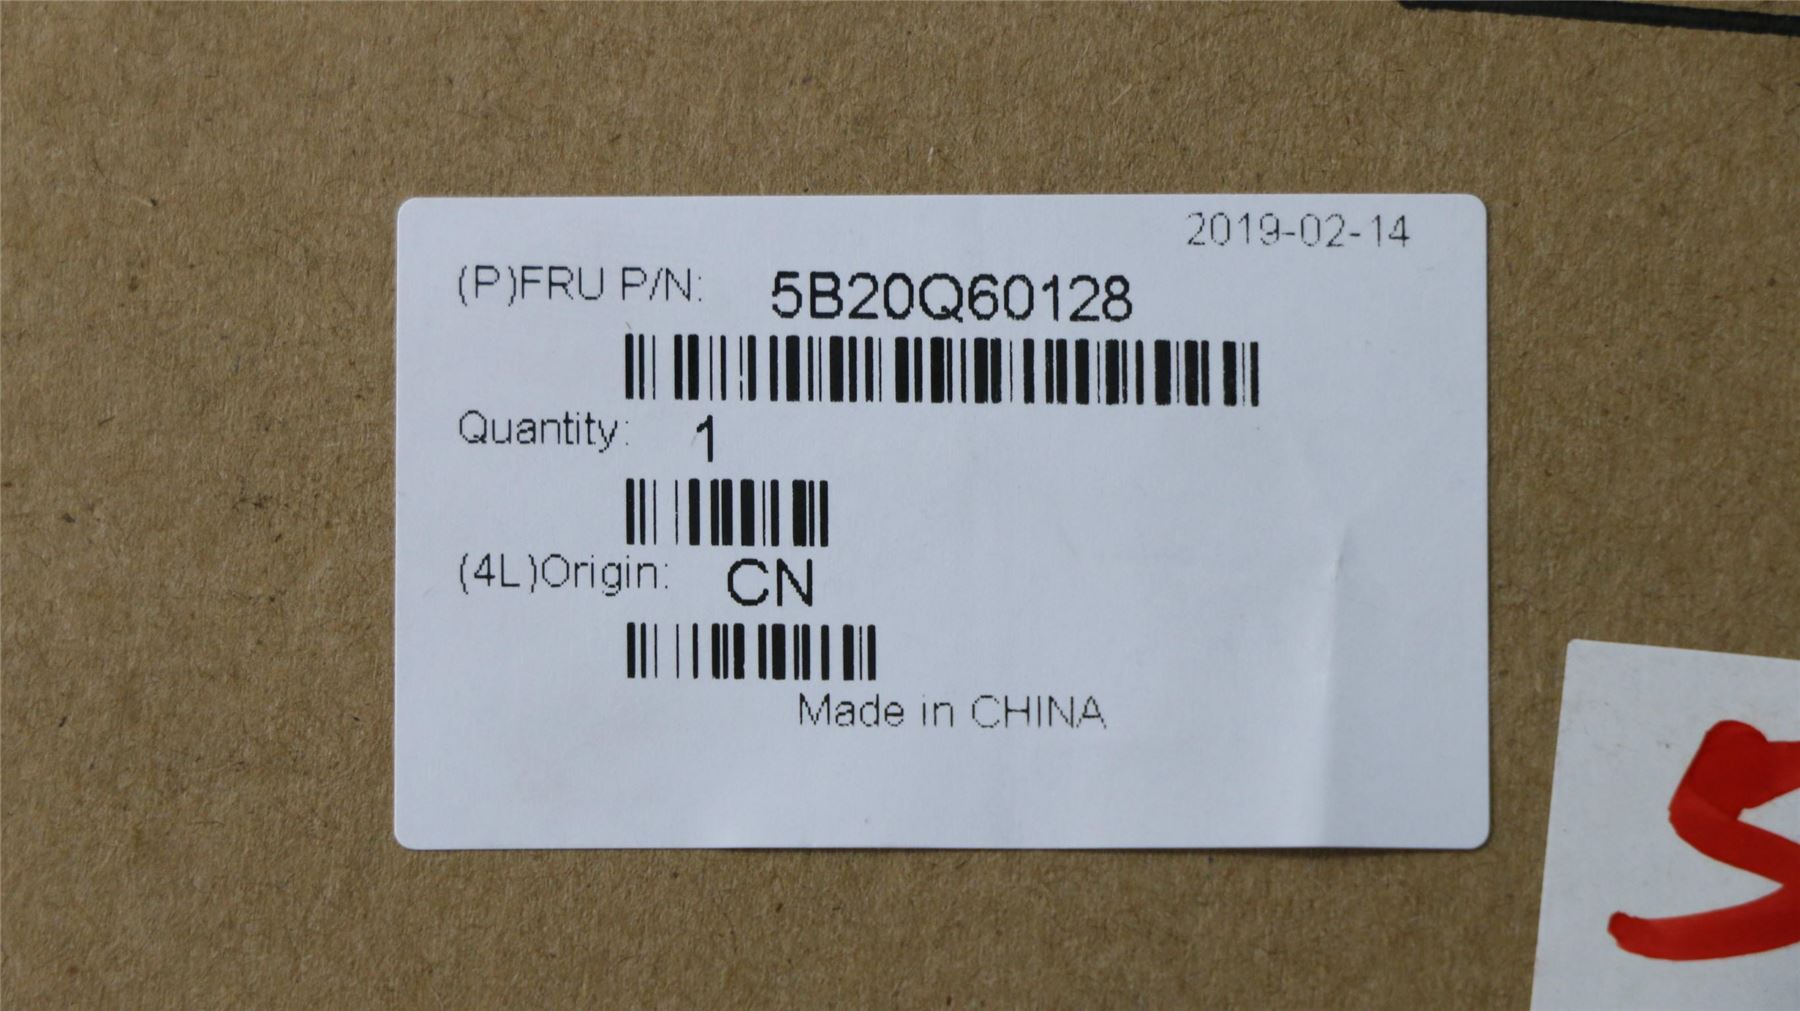 2019-02-14
(P)FRU P/N: 5B20Q60128
Quantity: 1
(4L)Origin: CN
Made in CHINA